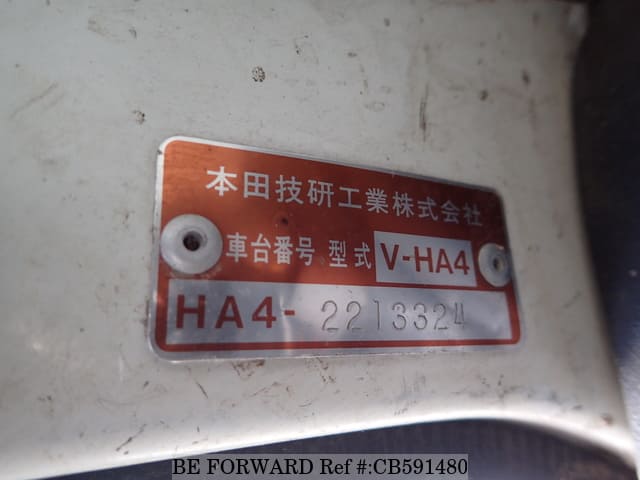 本田技研工業株式会社
車台番号 型式 V-HA4
HA4- 2213324
BE FORWARD Ref #:CB591480